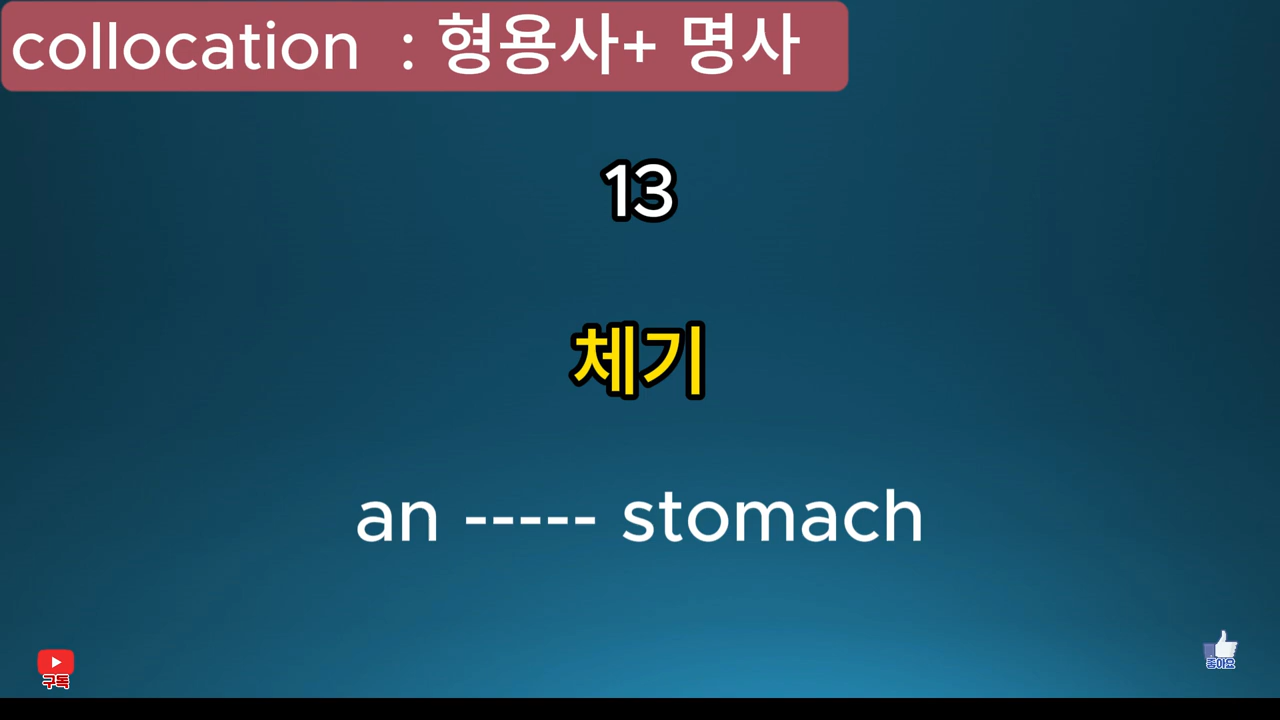 collocation : 형용사+ 명사
13
체기
an ----- stomach
구독
좋아요